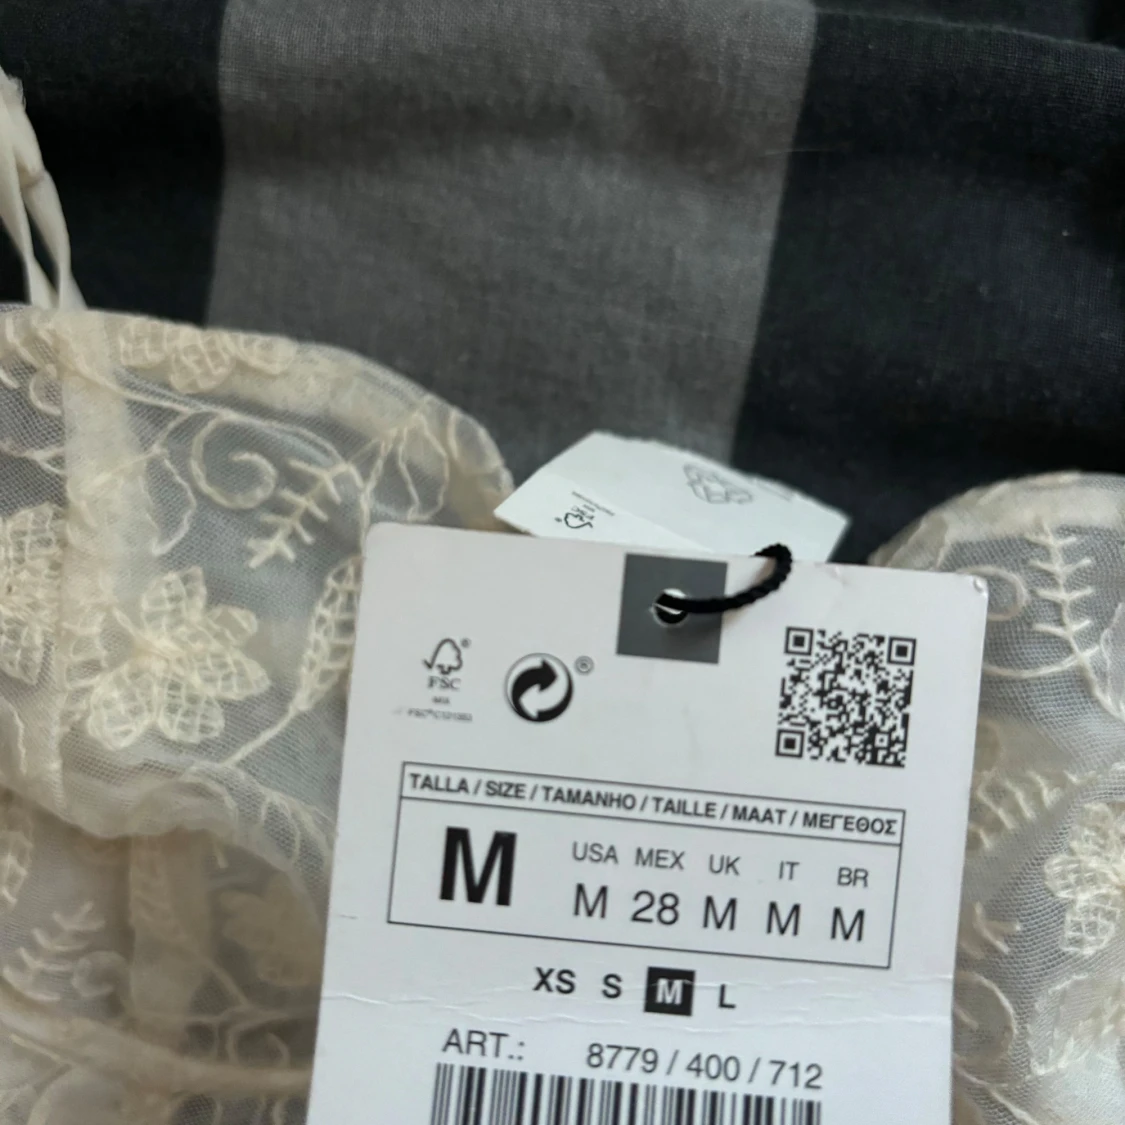 FSC
®
TALLA / SIZE / TAMANHO / TAILLE / MAAT / ΜΕΓΕΘΟΣ
M
USA MEX UK IT BR
M 28 M M M
XS S M L
ART.: 8779 / 400 / 712